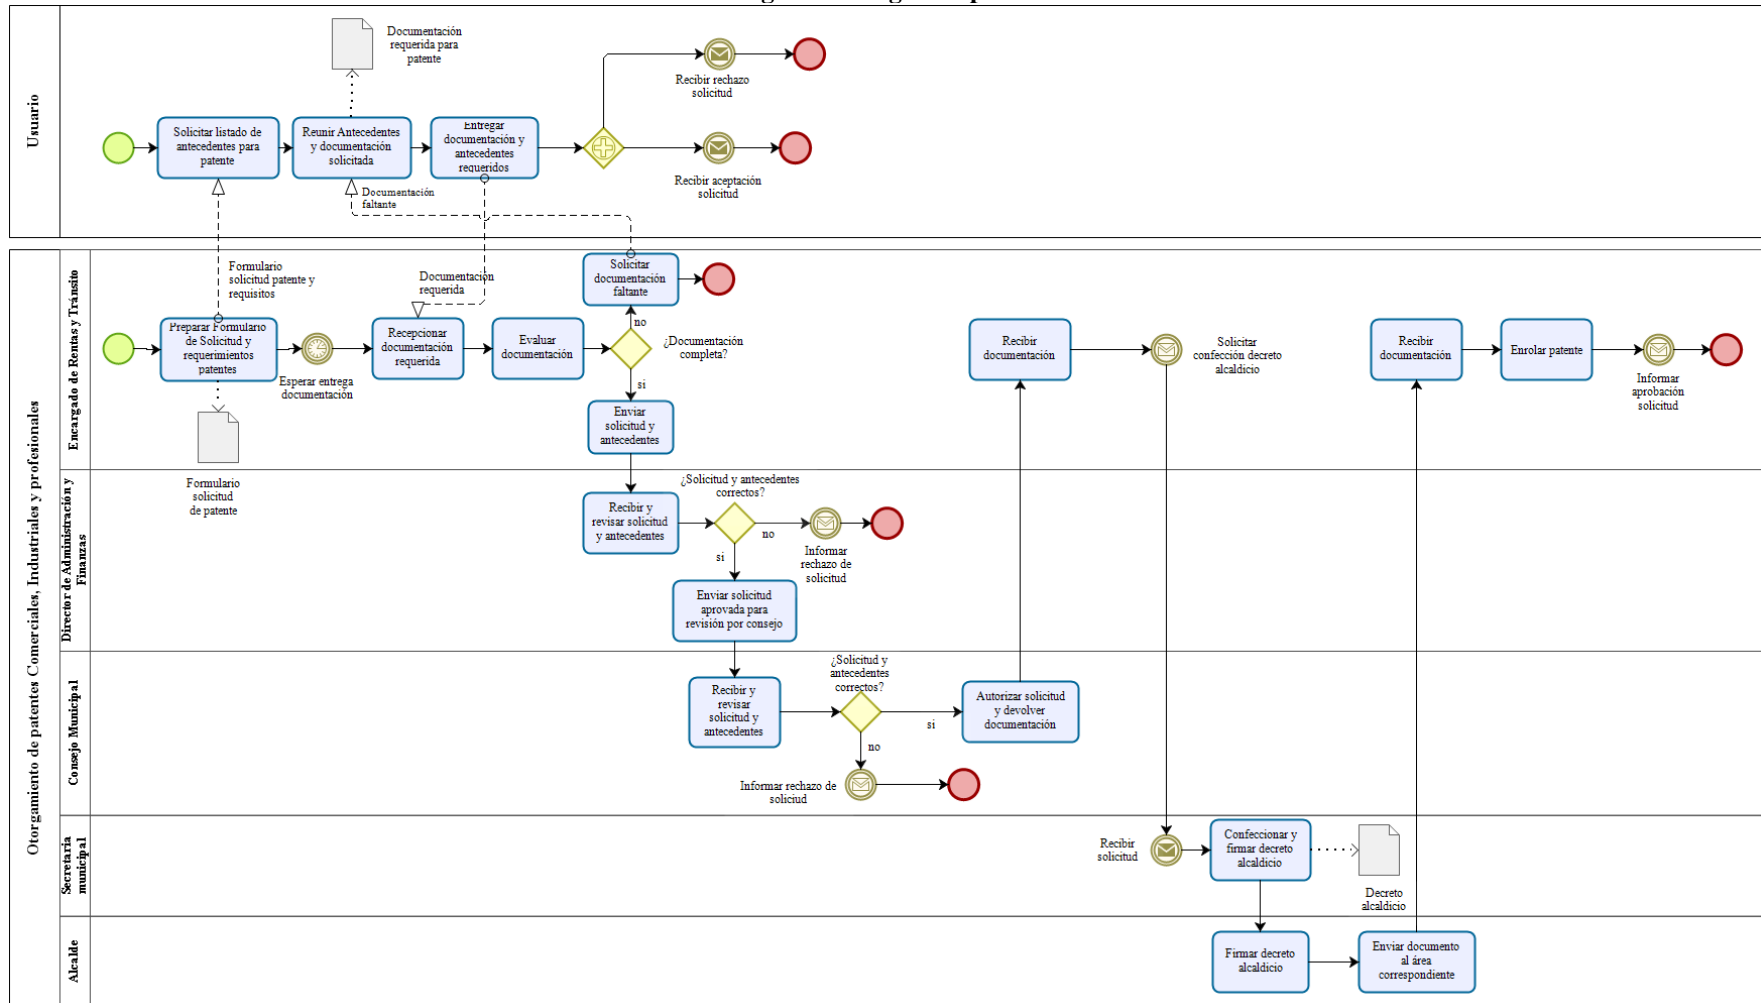 Usuario
Documentación
requerida para
patente
Solicitar listado de
antecedentes para
patente
Reunir Antecedentes
y documentación
solicitada
Entregar
documentación y
antecedentes
requeridos
Recibir rechazo
solicitud
Recibir aceptación
solicitud
Documentación
faltante
Otorgamiento de patentes Comerciales, Industriales y profesionales
Encargado de Rentas y Tránsito
Formulario
solicitud patente y
requisitos
Documentación
requerida
Solicitar
documentación
faltante
Preparar Formulario
de Solicitud y
requerimientos
patentes
Esperar entrega
documentación
Recepcionar
documentación
requerida
Evaluar
documentación
no
¿Documentación
completa?
si
Enviar
solicitud y
antecedentes
Formulario
solicitud
de patente
Recibir
documentación
Solicitar
confección decreto
alcaldicio
Recibir
documentación
Enrolar patente
Informar
aprobación
solicitud
Director de Administración y
Finanzas
Recibir y
revisar solicitud
y antecedentes
¿Solicitud y antecedentes
correctos?
no
si
Informar
rechazo de
solicitud
Enviar solicitud
aprovada para
revisión por consejo
Consejo Municipal
Recibir y
revisar
solicitud y
antecedentes
¿Solicitud y
antecedentes
correctos?
si
no
Autorizar solicitud
y devolver
documentación
Informar rechazo de
soliciud
Secretaria
municipal
Recibir
solicitud
Confeccionar y
firmar decreto
alcaldicio
Decreto
alcaldicio
Alcalde
Firmar decreto
alcaldicio
Enviar documento
al área
correspondiente